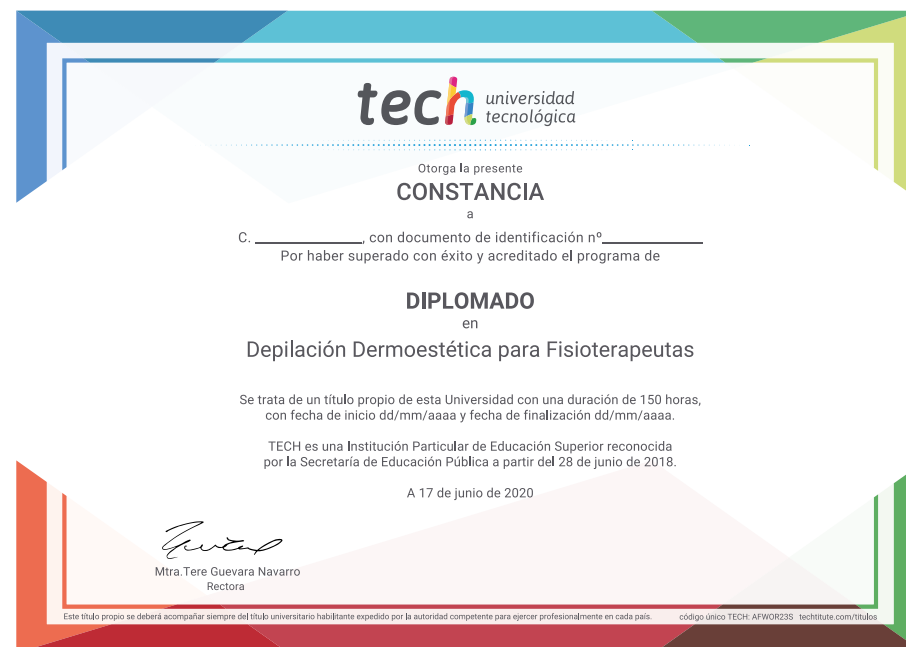 tech universidad
tecnológica
Otorga la presente
CONSTANCIA
a
C. ____________, con documento de identificación nº____________
Por haber superado con éxito y acreditado el programa de
DIPLOMADO
en
Depilación Dermoestética para Fisioterapeutas
Se trata de un título propio de esta Universidad con una duración de 150 horas,
con fecha de inicio dd/mm/aaaa y fecha de finalización dd/mm/aaaa.
TECH es una Institución Particular de Educación Superior reconocida
por la Secretaría de Educación Pública a partir del 28 de junio de 2018.
A 17 de junio de 2020
Mtra.Tere Guevara Navarro
Rectora
Este título propio se deberá acompañar siempre del título universitario habilitante expedido por la autoridad competente para ejercer profesionalmente en cada país. código único TECH: AFWOR23S techtitute.com/titulos